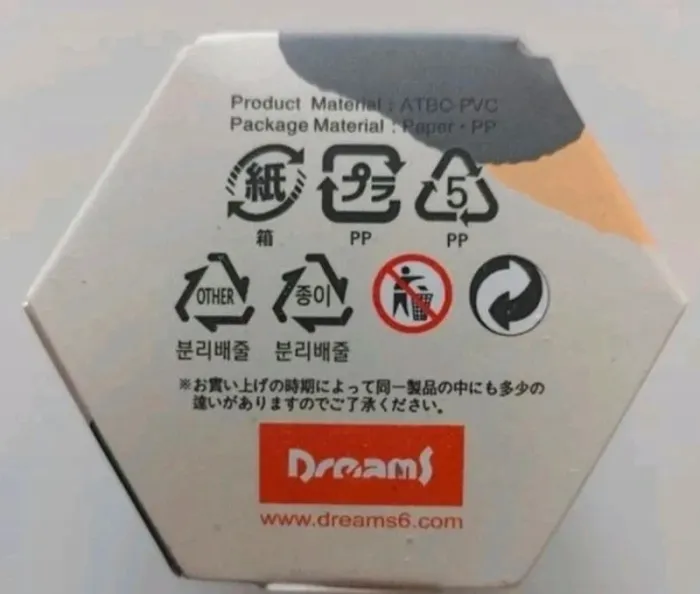 Product Material : ATBC-PVC
Package Material : Paper・PP
紙 プラ 5
箱 PP PP
OTHER 종이
분리배출 분리배출
※お買い上げの時期によって同一製品の中にも多少の
違いがありますのでご了承ください。
Dreams
www.dreams6.com